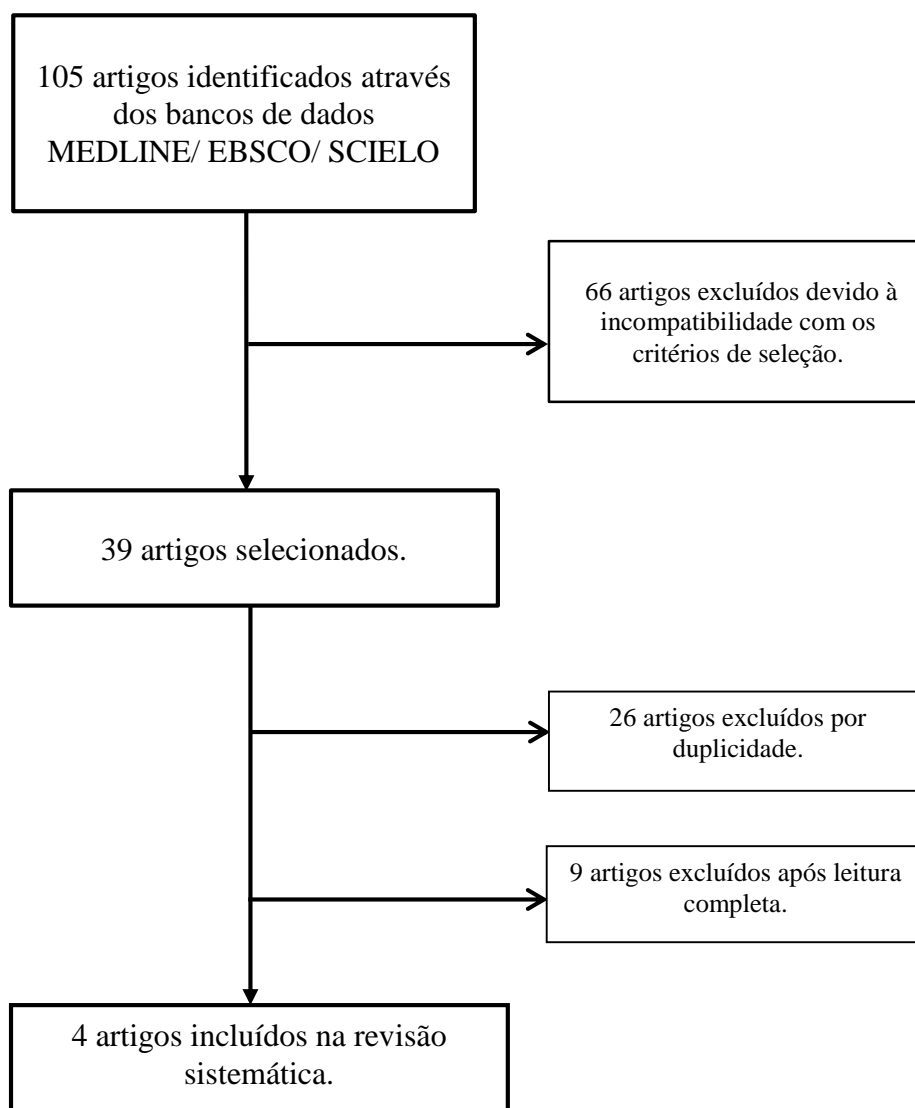 105 artigos identificados através
dos bancos de dados
MEDLINE/ EBSCO/ SCIELO
66 artigos excluídos devido à
incompatibilidade com os
critérios de seleção.
39 artigos selecionados.
26 artigos excluídos por
duplicidade.
9 artigos excluídos após leitura
completa.
4 artigos incluídos na revisão
sistemática.